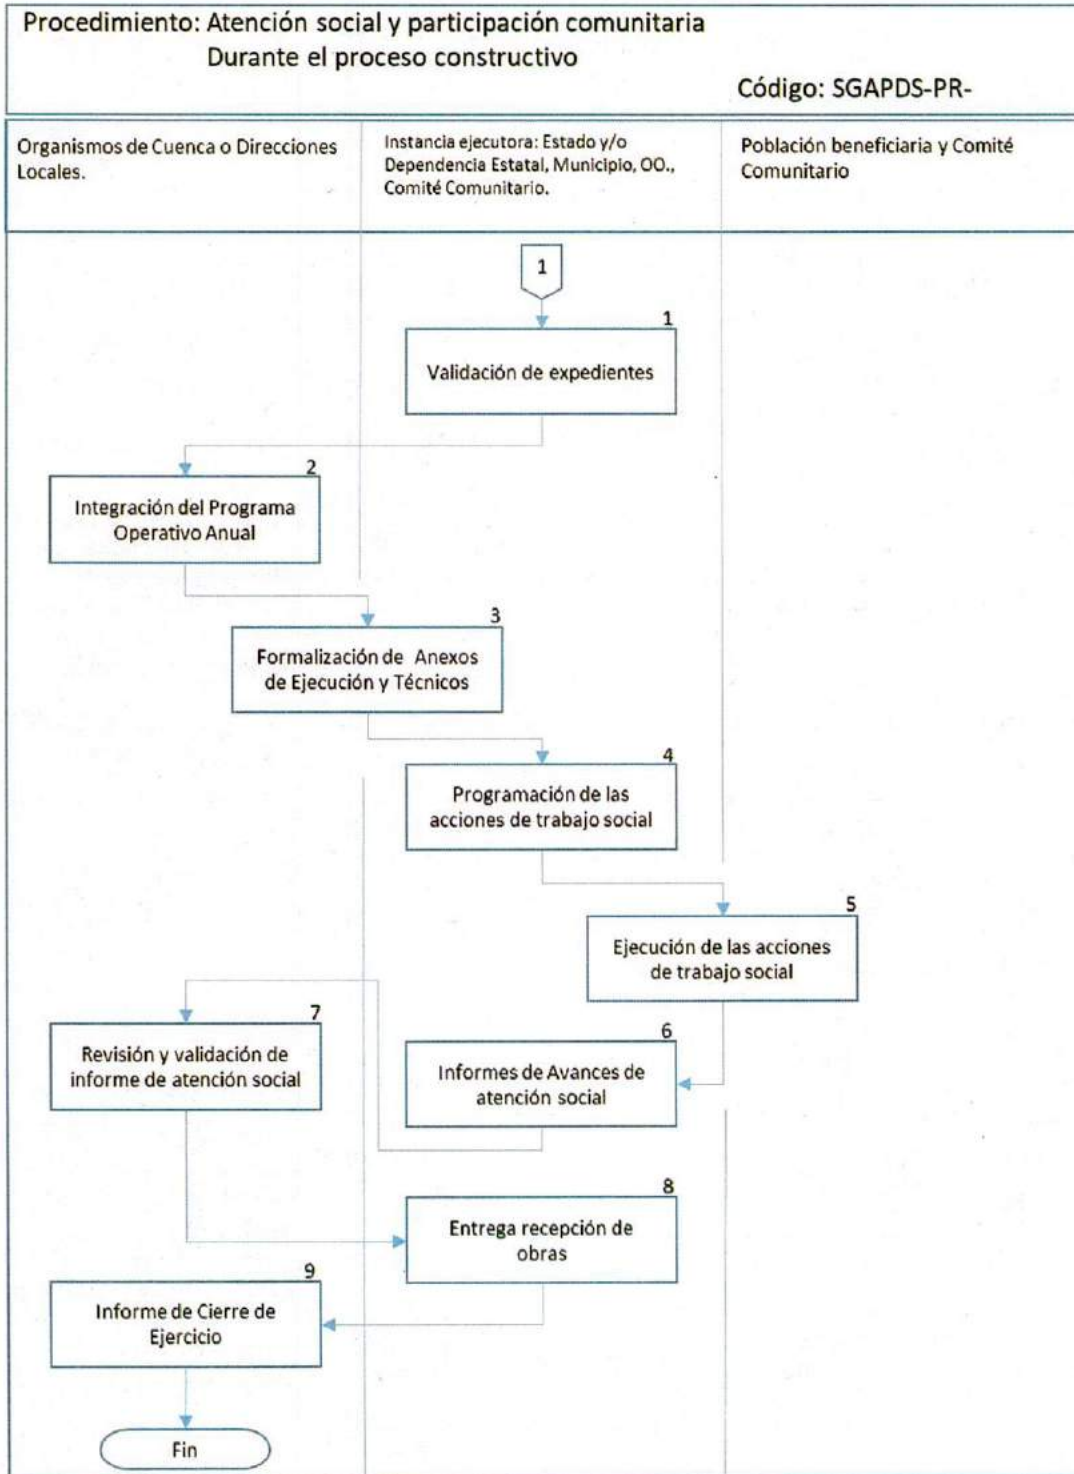 Procedimiento: Atención social y participación comunitaria
Durante el proceso constructivo
Código: SGAPDS-PR-
Organismos de Cuenca o Direcciones
Locales.
Instancia ejecutora: Estado y/o
Dependencia Estatal, Municipio, OO.,
Comité Comunitario.
Población beneficiaria y Comité
Comunitario
1
1
Validación de expedientes
2
Integración del Programa
Operativo Anual
3
Formalización de Anexos
de Ejecución y Técnicos
4
Programación de las
acciones de trabajo social
5
Ejecución de las acciones
de trabajo social
6
Informes de Avances de
atención social
7
Revisión y validación de
informe de atención social
8
Entrega recepción de
obras
9
Informe de Cierre de
Ejercicio
Fin